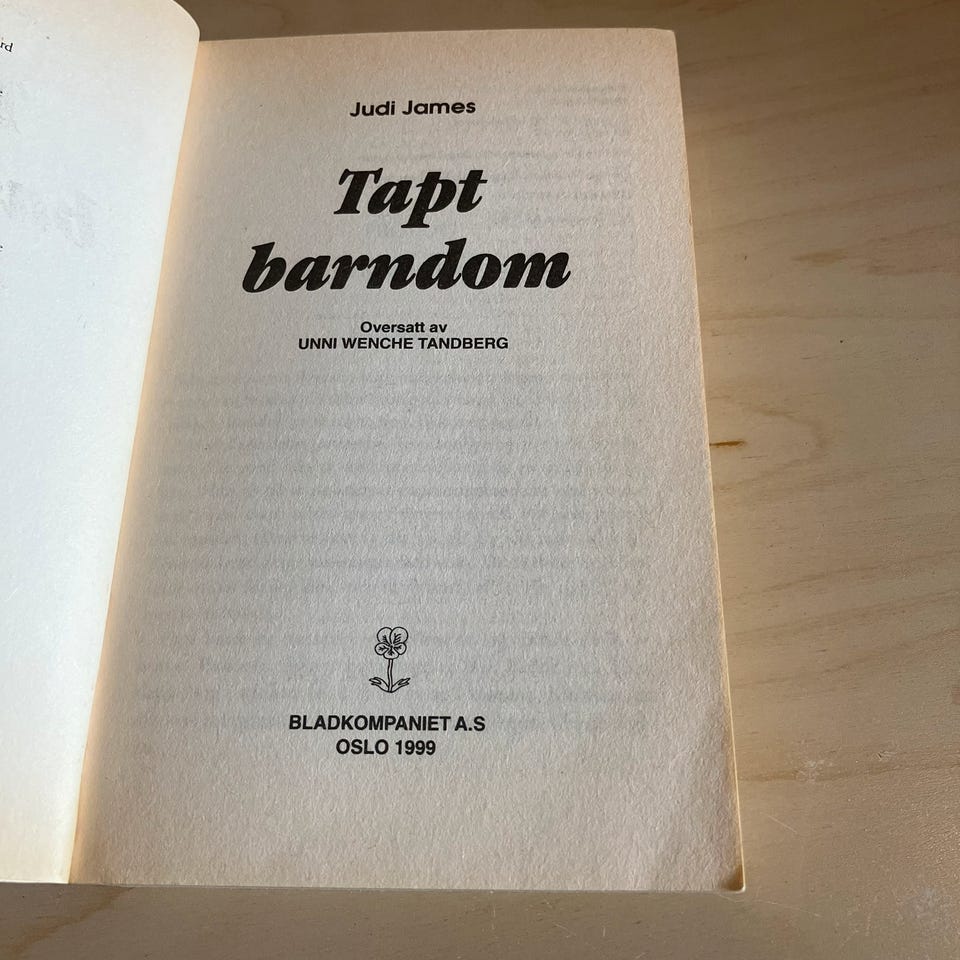 Judi James
Tapt
barndom
Oversatt av
UNNI WENCHE TANDBERG
BLADKOMPANIET A.S
OSLO 1999